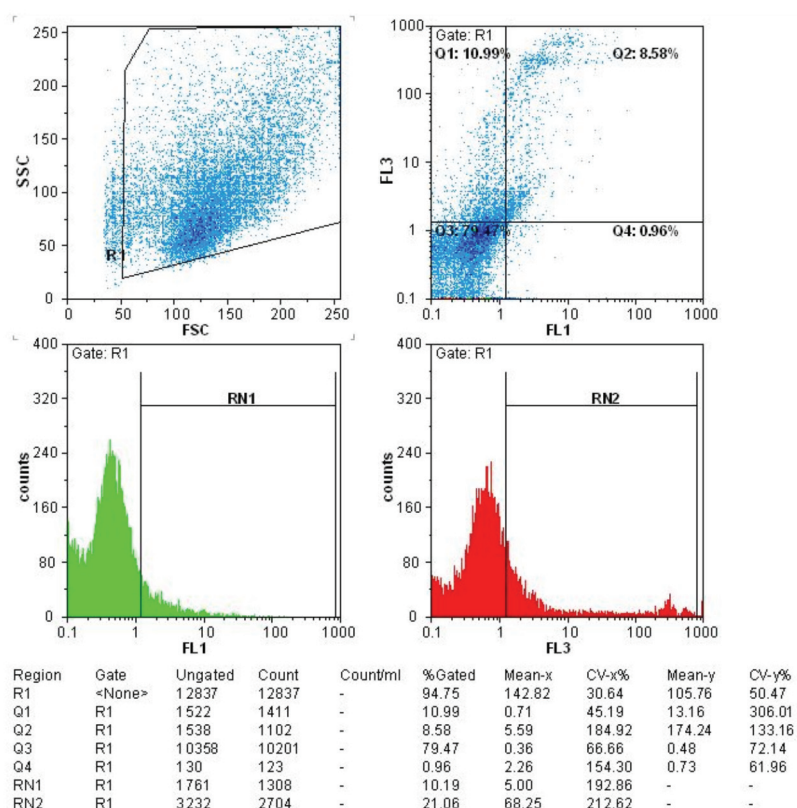 250
200
150
100
50
0
SSC
R1
0 50 100 150 200 250
FSC
Gate: R1
Q1: 10.99% Q2: 8.58%
Q3: 79.47% Q4: 0.96%
1000
100
10
1
0.1
FL3
0.1 1 10 100 1000
FL1
400
320
240
160
80
0
counts
Gate: R1
RN1
0.1 1 10 100 1000
FL1
400
320
240
160
80
0
counts
Gate: R1
RN2
0.1 1 10 100 1000
FL3
Region Gate Ungated Count Count/ml %Gated Mean-x CV-x% Mean-y CV-y%
R1 <None> 12837 12837 - 94.75 142.82 30.64 105.76 50.47
Q1 R1 1522 1411 - 10.99 0.71 45.19 13.16 306.01
Q2 R1 1538 1102 - 8.58 5.59 184.92 174.24 133.16
Q3 R1 10358 10201 - 79.47 0.36 66.66 0.48 72.14
Q4 R1 130 123 - 0.96 2.26 154.30 0.73 61.96
RN1 R1 1761 1308 - 10.19 5.00 192.86 - -
RN2 R1 3232 2704 - 21.06 68.25 212.62 - -